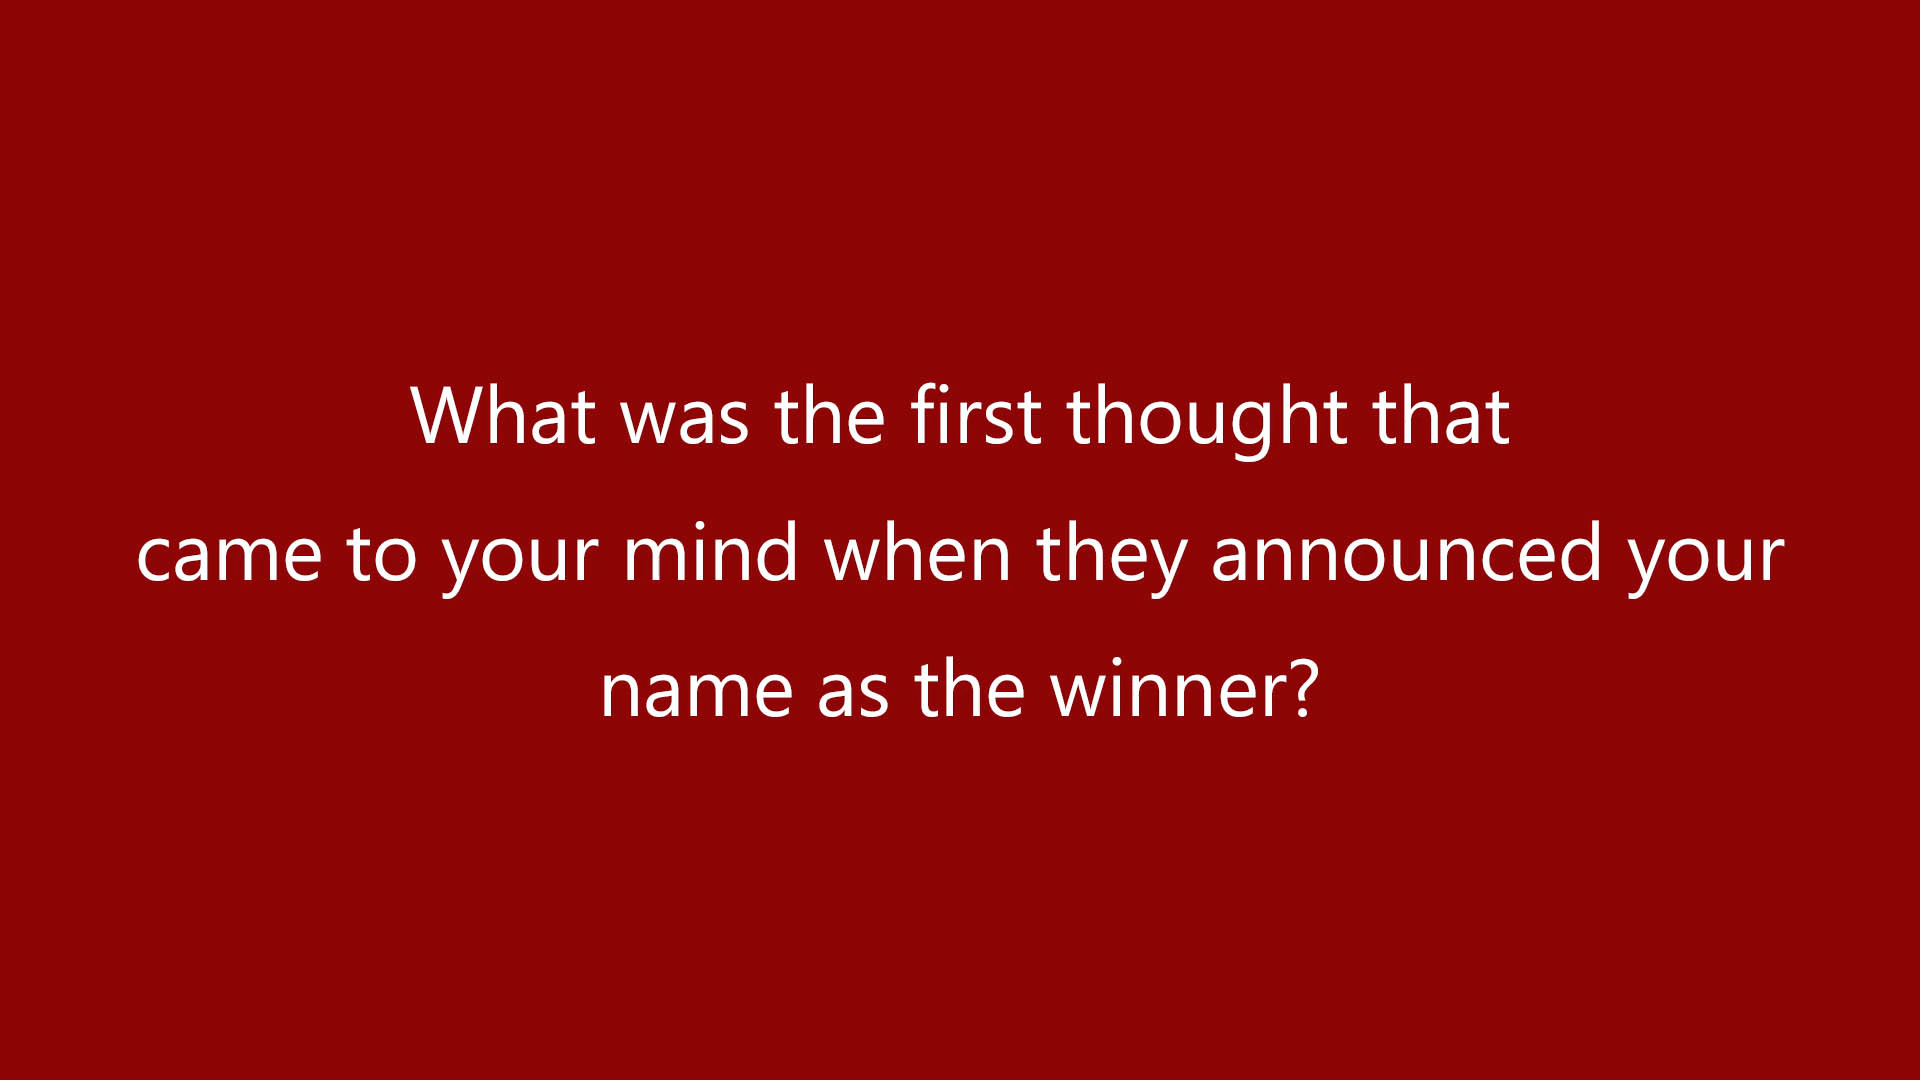 What was the first thought that
came to your mind when they announced your
name as the winner?